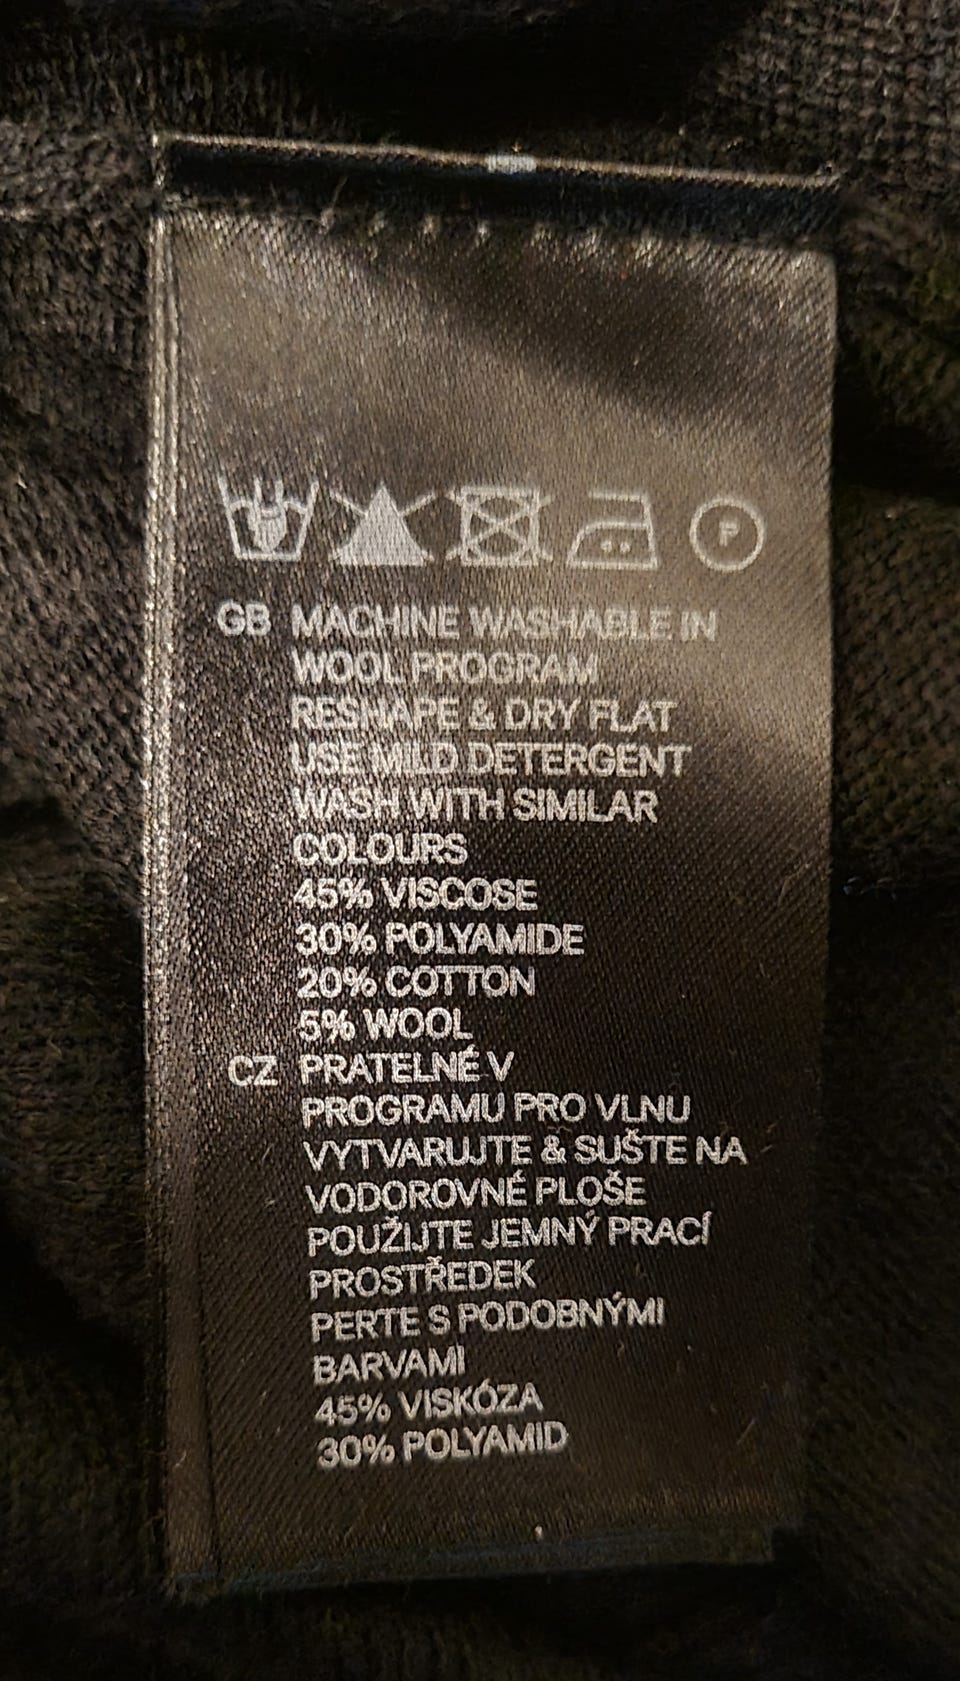 P
GB MACHINE WASHABLE IN
WOOL PROGRAM
RESHAPE & DRY FLAT
USE MILD DETERGENT
WASH WITH SIMILAR
COLOURS
45% VISCOSE
30% POLYAMIDE
20% COTTON
5% WOOL
CZ PRATELNÉ V
PROGRAMU PRO VLNU
VYTVARUJTE & SUŠTE NA
VODOROVNÉ PLOŠE
POUŽIJTE JEMNÝ PRACÍ
PROSTŘEDEK
PERTE S PODOBNÝMI
BARVAMI
45% VISKÓZA
30% POLYAMID